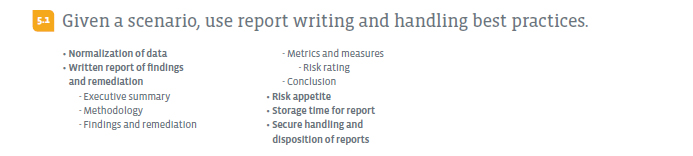 5.1 Given a scenario, use report writing and handling best practices.
• Normalization of data
• Written report of findings
and remediation
- Executive summary
- Methodology
- Findings and remediation
- Metrics and measures
- Risk rating
- Conclusion
• Risk appetite
• Storage time for report
• Secure handling and
disposition of reports